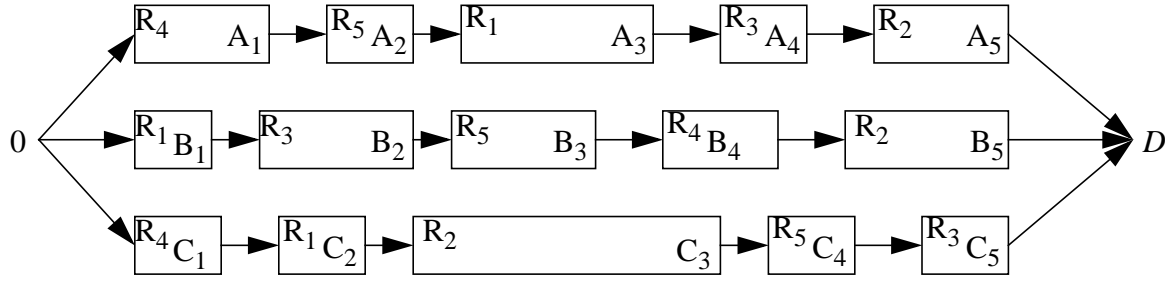 R4 A1 R5 A2 R1 A3 R3 A4 R2 A5
0 R1 B1 R3 B2 R5 B3 R4 B4 R2 B5 D
R4 C1 R1 C2 R2 C3 R5 C4 R3 C5